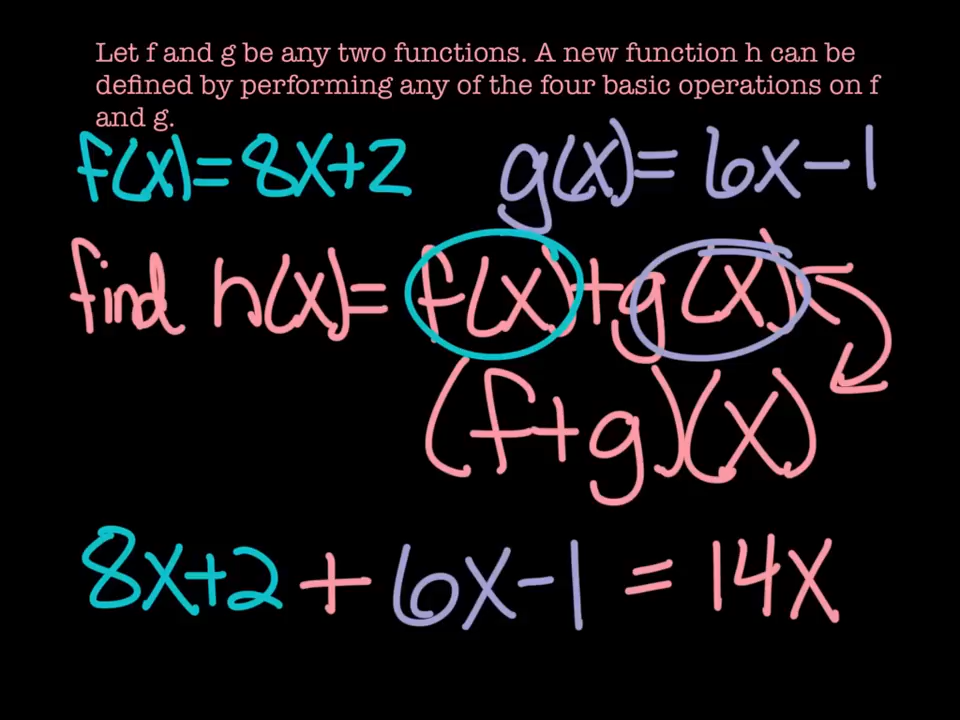 Let f and g be any two functions. A new function h can be
defined by performing any of the four basic operations on f
and g.
f(x)=8x+2 g(x)=6x-1
find h(x)=f(x)+g(x)
(f+g)(x)
8x+2+6x-1=14x